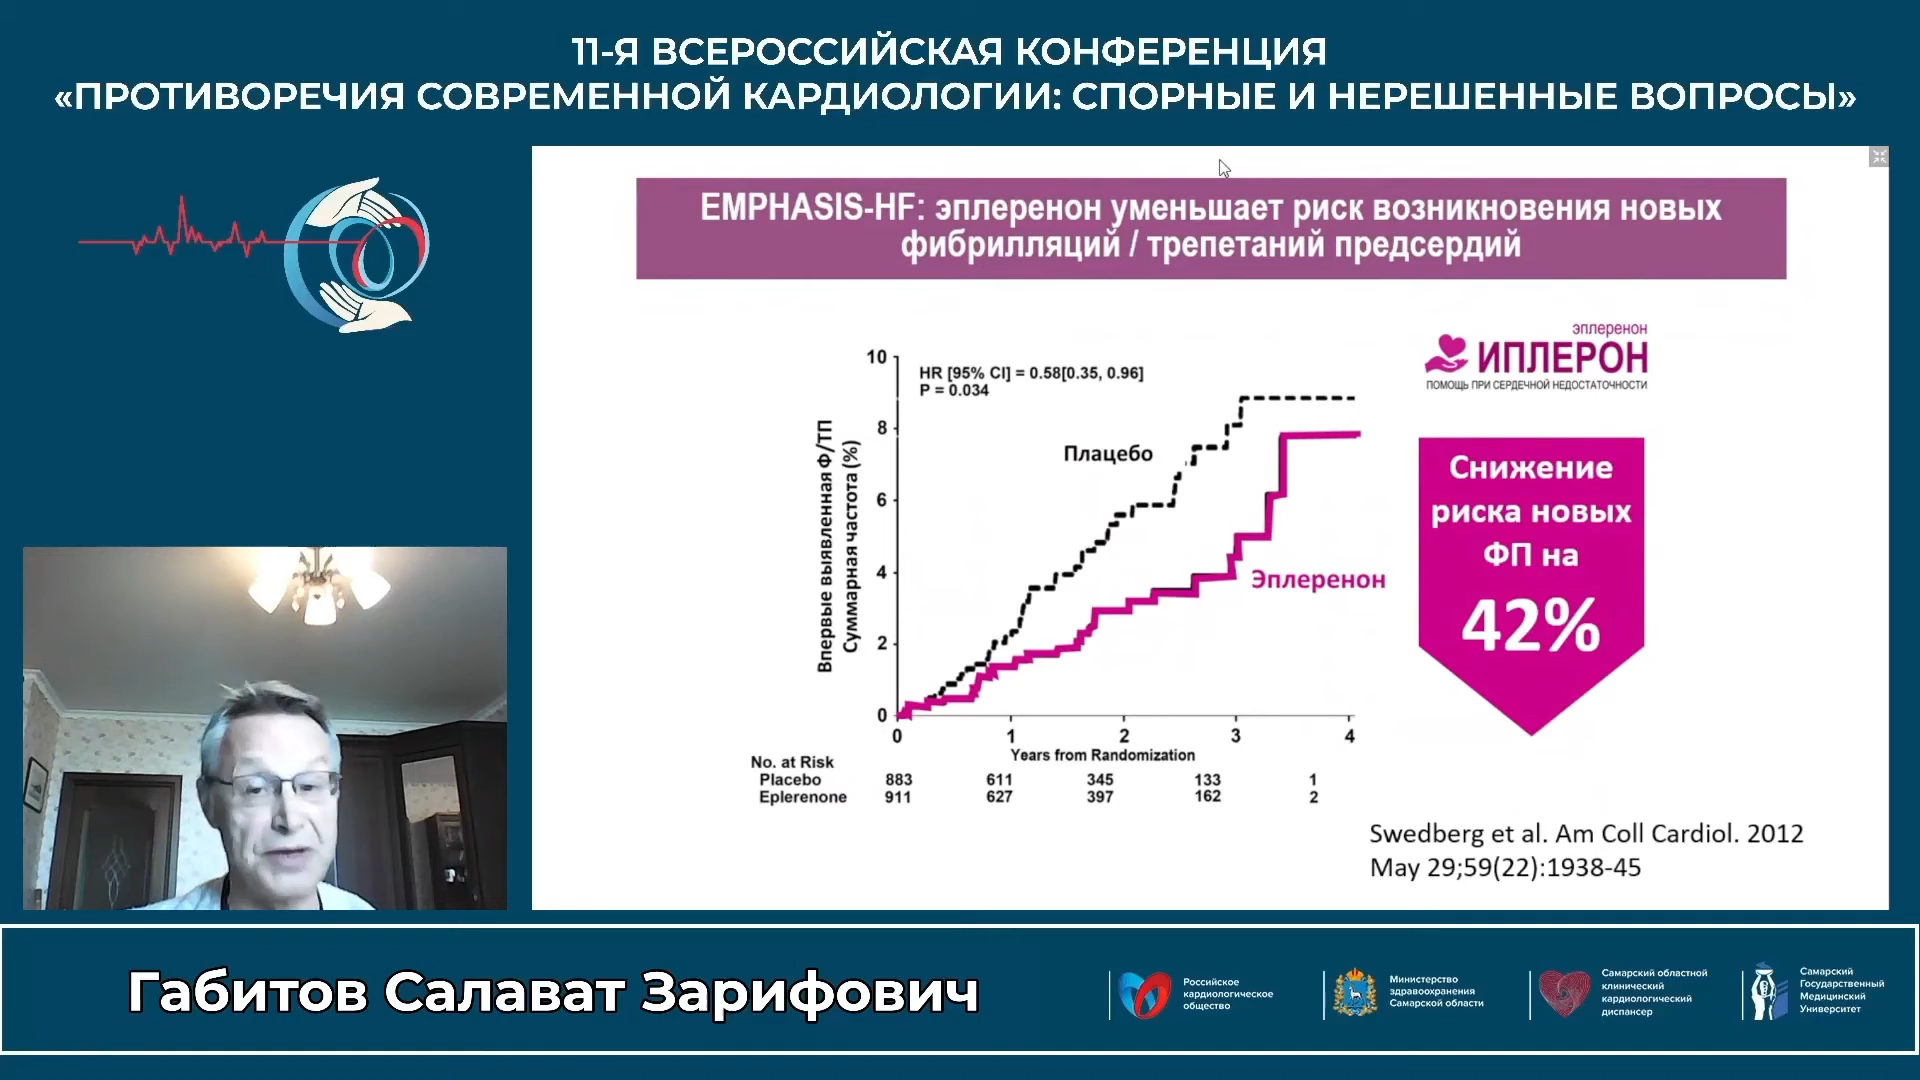 11-Я ВСЕРОССИЙСКАЯ КОНФЕРЕНЦИЯ
«ПРОТИВОРЕЧИЯ СОВРЕМЕННОЙ КАРДИОЛОГИИ: СПОРНЫЕ И НЕРЕШЕННЫЕ ВОПРОСЫ»
EMPHASIS-HF: эплеренон уменьшает риск возникновения новых
фибрилляций / трепетаний предсердий
эплеренон
ИПЛЕРОН
ПОМОЩЬ ПРИ СЕРДЕЧНОЙ НЕДОСТАТОЧНОСТИ
HR [95% CI] = 0.58[0.35, 0.96]
P = 0.034
Впервые выявленная Ф/ТП
Суммарная частота (%)
10
8
6
4
2
0
Плацебо
Эплеренон
0 1 2 3 4
Years from Randomization
No. at Risk
Placebo 883 611 345 133 1
Eplerenone 911 627 397 162 2
Снижение
риска новых
ФП на
42%
Swedberg et al. Am Coll Cardiol. 2012
May 29;59(22):1938-45
Габитов Салават Зарифович
Российское
кардиологическое
общество
Министерство
здравоохранения
Самарской области
Самарский областной
клинический
кардиологический
диспансер
Самарский
Государственный
Медицинский
Университет